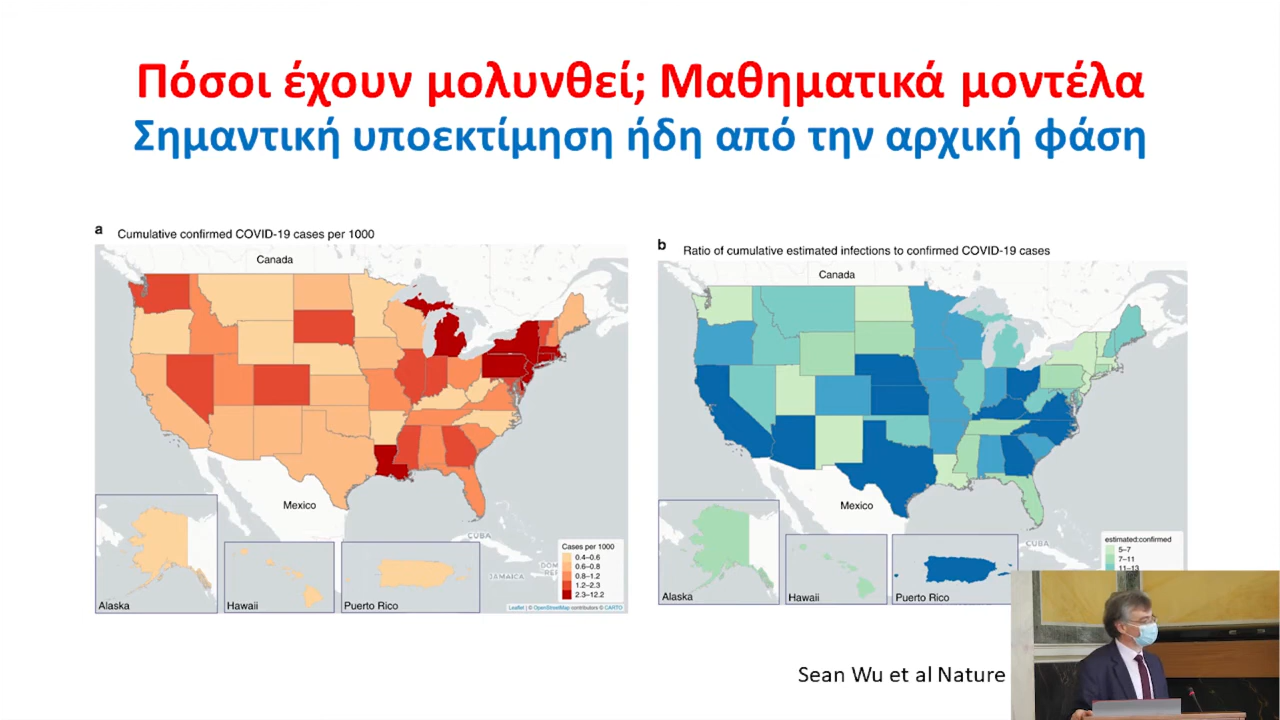 Πόσοι έχουν μολυνθεί; Μαθηματικά μοντέλα
Σημαντική υποεκτίμηση ήδη από την αρχική φάση
a Cumulative confirmed COVID-19 cases per 1000
Canada
Mexico
CUBA
JAMAICA
DOM
REP
Alaska
Hawaii
Puerto Rico
Cases per 1000
0.4–0.6
0.6–0.8
0.8–1.2
1.2–2.3
2.3–12.2
Leaflet | © OpenStreetMap contributors © CARTO
b Ratio of cumulative estimated infections to confirmed COVID-19 cases
Canada
Mexico
CUBA
Alaska
Hawaii
Puerto Rico
estimated:confirmed
5–7
7–11
11–13
Sean Wu et al Nature